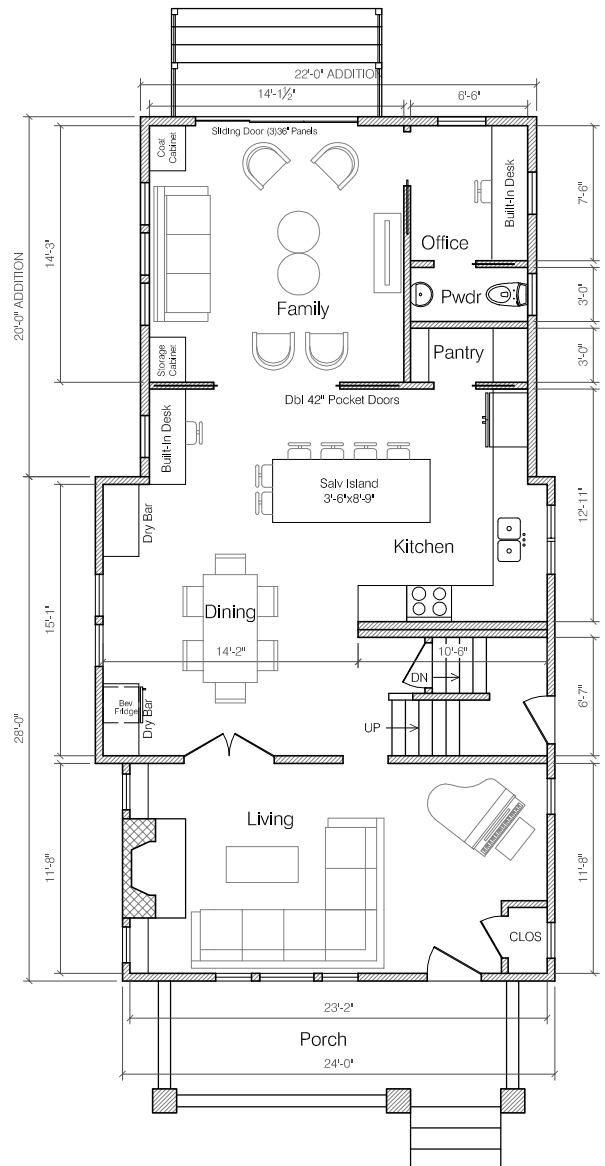 22'-0" ADDITION
14'-1½"
6'-6"
Sliding Door (3)36" Panels
Coat
Cabinet
Built-In Desk
7'-6"
Office
14'-3"
20'-0" ADDITION
Family
Pwdr
3'-0"
Storage
Cabinet
Pantry
3'-0"
Dbl 42" Pocket Doors
Built-In Desk
Salv Island
3'-6"x8'-9"
12'-11"
Dry Bar
Kitchen
Dining
15'-1"
14'-2"
10'-6"
DN
6'-7"
Bev
Fridge
Dry Bar
UP
28'-0"
Living
11'-8"
11'-8"
CLOS
23'-2"
Porch
24'-0"